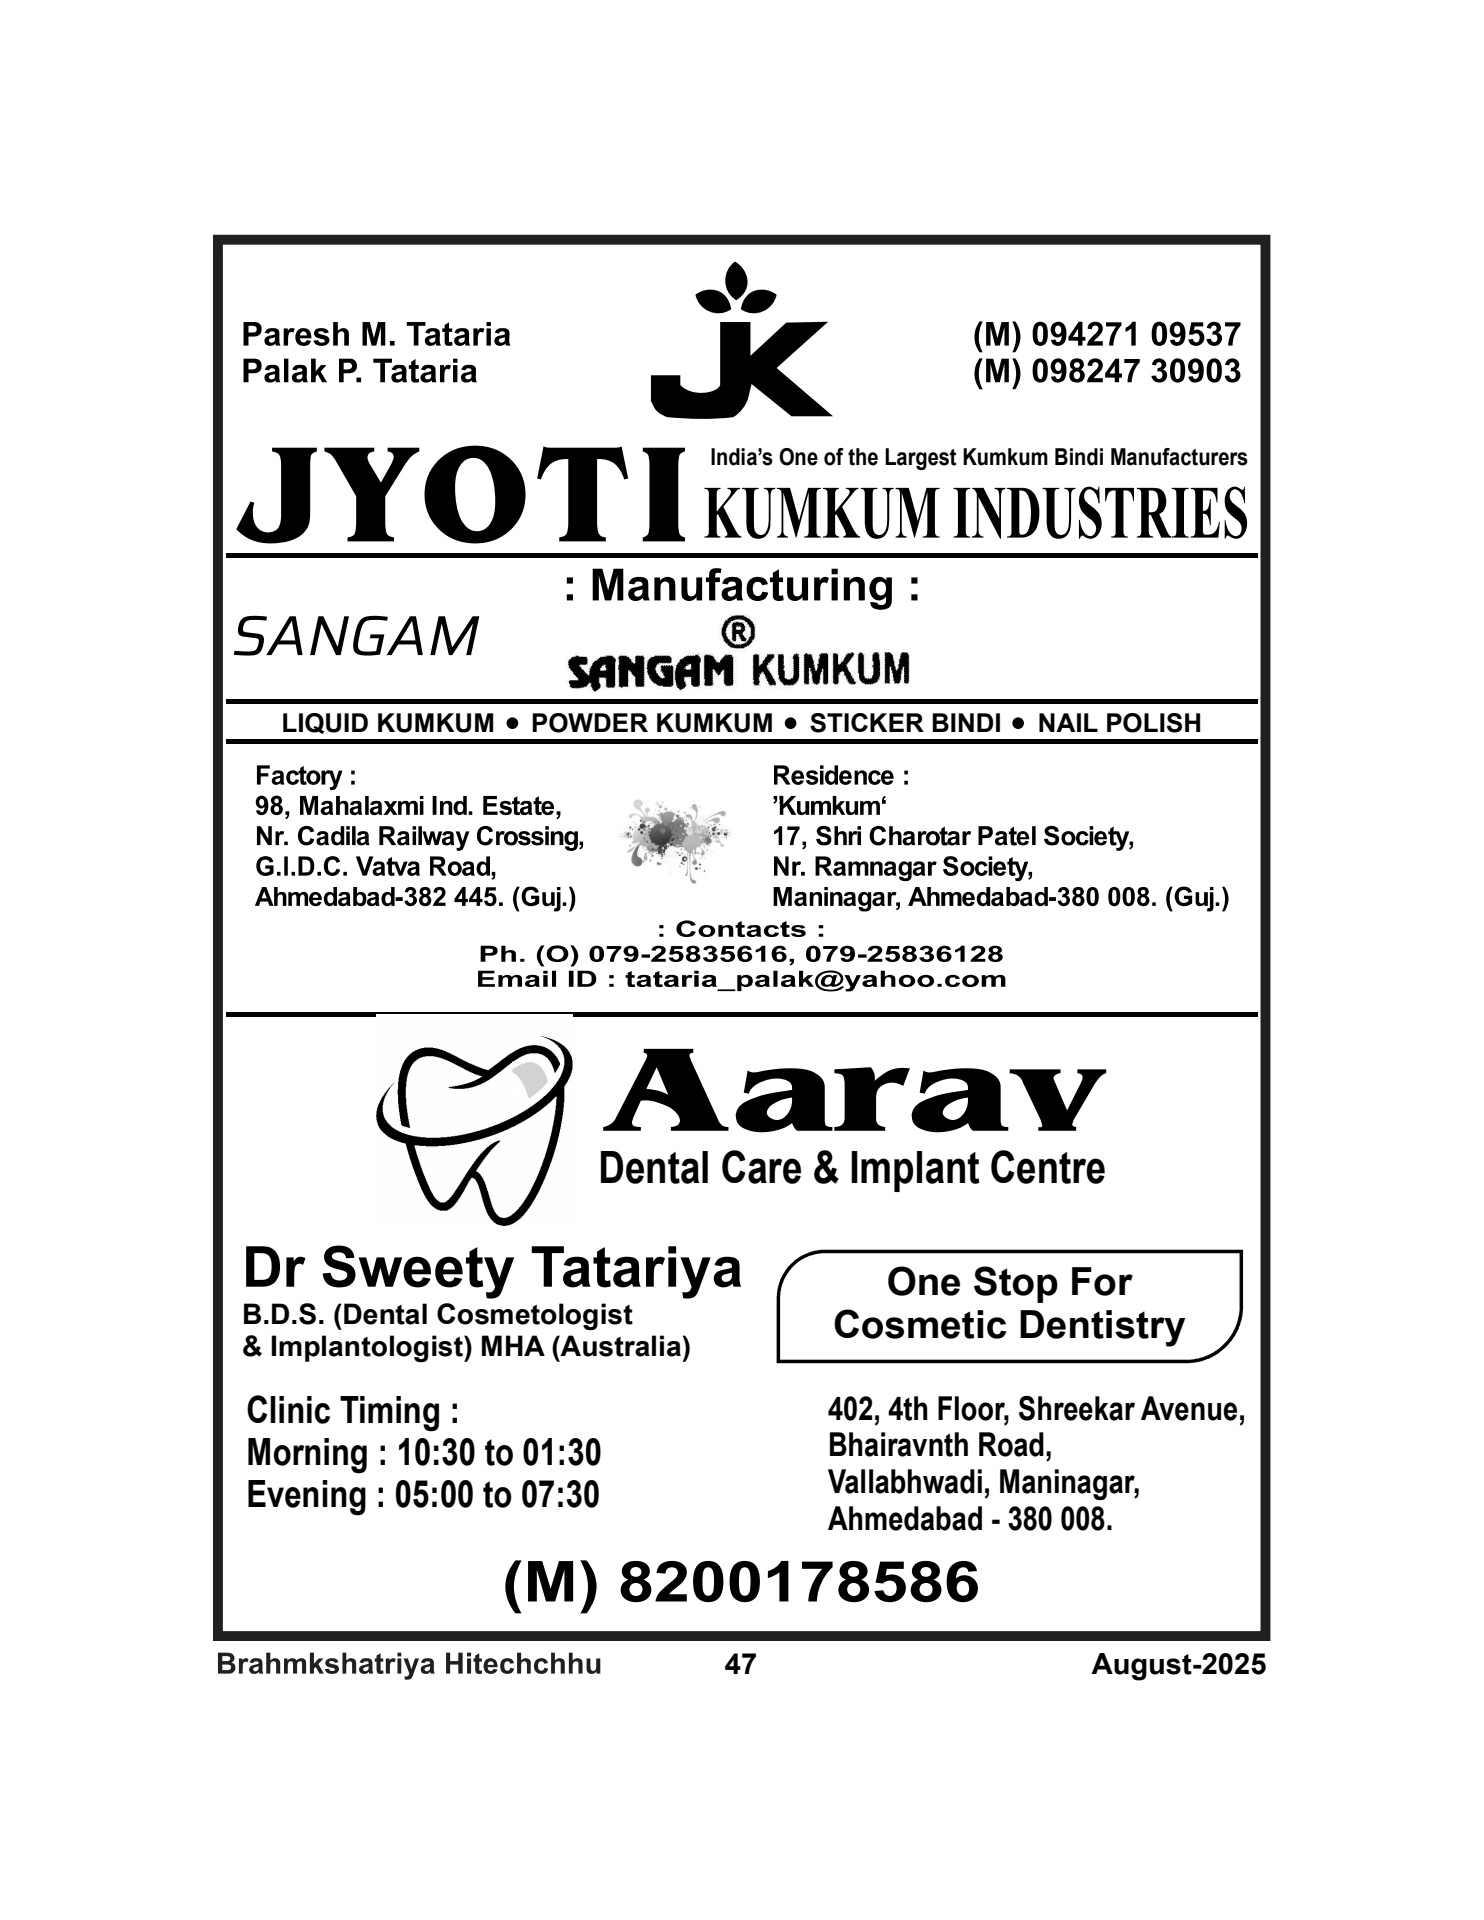 Paresh M. Tataria
Palak P. Tataria
JK
(M) 094271 09537
(M) 098247 30903
JYOTI
India’s One of the Largest Kumkum Bindi Manufacturers
KUMKUM INDUSTRIES
: Manufacturing :
SANGAM
®
SANGAM KUMKUM
LIQUID KUMKUM ● POWDER KUMKUM ● STICKER BINDI ● NAIL POLISH
Factory :
98, Mahalaxmi Ind. Estate,
Nr. Cadila Railway Crossing,
G.I.D.C. Vatva Road,
Ahmedabad-382 445. (Guj.)
Residence :
’Kumkum‘
17, Shri Charotar Patel Society,
Nr. Ramnagar Society,
Maninagar, Ahmedabad-380 008. (Guj.)
: Contacts :
Ph. (O) 079-25835616, 079-25836128
Email ID : tataria_palak@yahoo.com
Aarav
Dental Care & Implant Centre
Dr Sweety Tatariya
B.D.S. (Dental Cosmetologist
& Implantologist) MHA (Australia)
One Stop For
Cosmetic Dentistry
Clinic Timing :
Morning : 10:30 to 01:30
Evening : 05:00 to 07:30
402, 4th Floor, Shreekar Avenue,
Bhairavnth Road,
Vallabhwadi, Maninagar,
Ahmedabad - 380 008.
(M) 8200178586
Brahmkshatriya Hitechchhu
47
August-2025